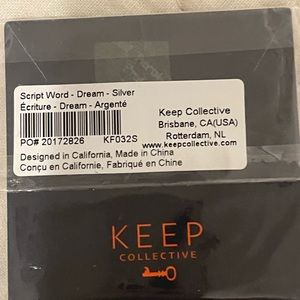 Script Word - Dream - Silver
Écriture - Dream - Argenté
PO# 20172826 KF032S
Keep Collective
Brisbane, CA(USA)
Rotterdam, NL
www.keepcollective.com
Designed in California, Made in China
Conçu en Californie, Fabriqué en Chine
KEEP
COLLECTIVE